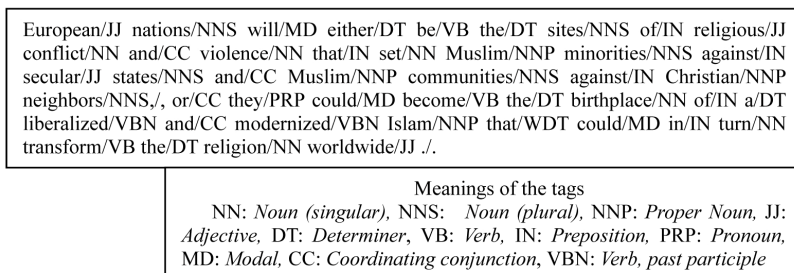 European/JJ nations/NNS will/MD either/DT be/VB the/DT sites/NNS of/IN religious/JJ
conflict/NN and/CC violence/NN that/IN set/NN Muslim/NNP minorities/NNS against/IN
secular/JJ states/NNS and/CC Muslim/NNP communities/NNS against/IN Christian/NNP
neighbors/NNS,/, or/CC they/PRP could/MD become/VB the/DT birthplace/NN of/IN a/DT
liberalized/VBN and/CC modernized/VBN Islam/NNP that/WDT could/MD in/IN turn/NN
transform/VB the/DT religion/NN worldwide/JJ ./.
Meanings of the tags
NN: Noun (singular), NNS: Noun (plural), NNP: Proper Noun, JJ:
Adjective, DT: Determiner, VB: Verb, IN: Preposition, PRP: Pronoun,
MD: Modal, CC: Coordinating conjunction, VBN: Verb, past participle